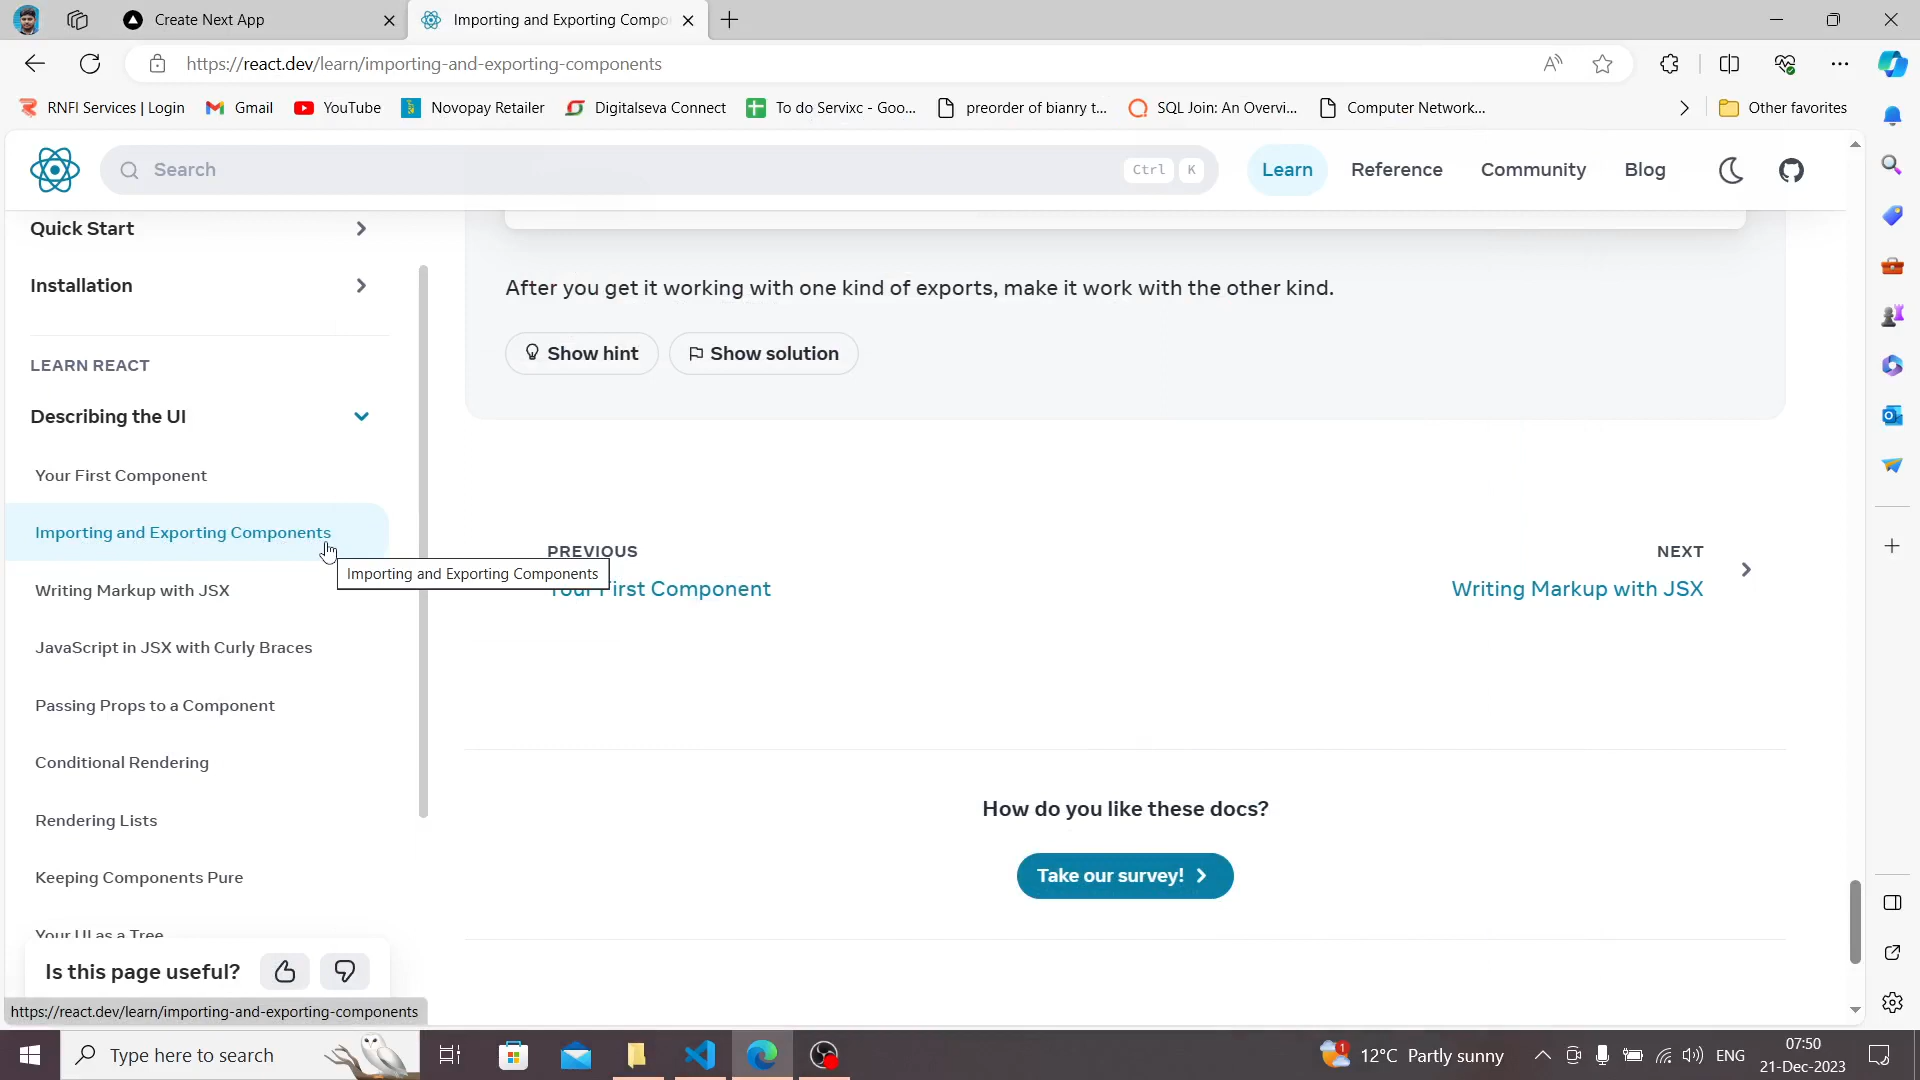 Create Next App
Importing and Exporting Compo
https://react.dev/learn/importing-and-exporting-components
RNFI Services | Login
Gmail
YouTube
Novopay Retailer
Digitalseva Connect
To do Servixc - Goo...
preorder of bianry t...
SQL Join: An Overvi...
Computer Network...
Other favorites
Search
Ctrl K
Learn
Reference
Community
Blog
Quick Start
Installation
LEARN REACT
Describing the UI
Your First Component
Importing and Exporting Components
Writing Markup with JSX
JavaScript in JSX with Curly Braces
Passing Props to a Component
Conditional Rendering
Rendering Lists
Keeping Components Pure
Your UI as a Tree
Is this page useful?
https://react.dev/learn/importing-and-exporting-components
After you get it working with one kind of exports, make it work with the other kind.
Show hint
Show solution
PREVIOUS
Your First Component
Importing and Exporting Components
NEXT
Writing Markup with JSX
How do you like these docs?
Take our survey!
Type here to search
1
12°C Partly sunny
ENG
07:50
21-Dec-2023